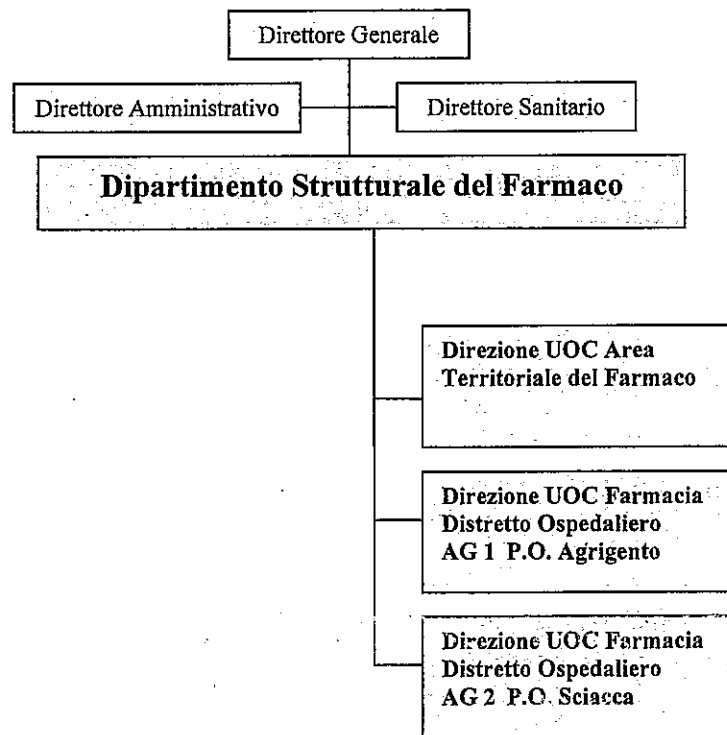 Direttore Generale
Direttore Amministrativo
Direttore Sanitario
Dipartimento Strutturale del Farmaco
Direzione UOC Area
Territoriale del Farmaco
Direzione UOC Farmacia
Distretto Ospedaliero
AG 1 P.O. Agrigento
Direzione UOC Farmacia
Distretto Ospedaliero
AG 2 P.O. Sciacca